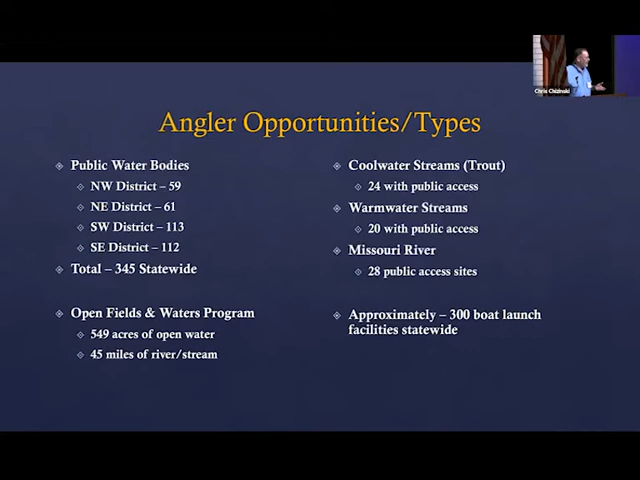 Chris Chizinski
Angler Opportunities/Types
Public Water Bodies
NW District – 59
NE District – 61
SW District – 113
SE District – 112
Total – 345 Statewide
Open Fields & Waters Program
549 acres of open water
45 miles of river/stream
Coolwater Streams (Trout)
24 with public access
Warmwater Streams
20 with public access
Missouri River
28 public access sites
Approximately – 300 boat launch
facilities statewide